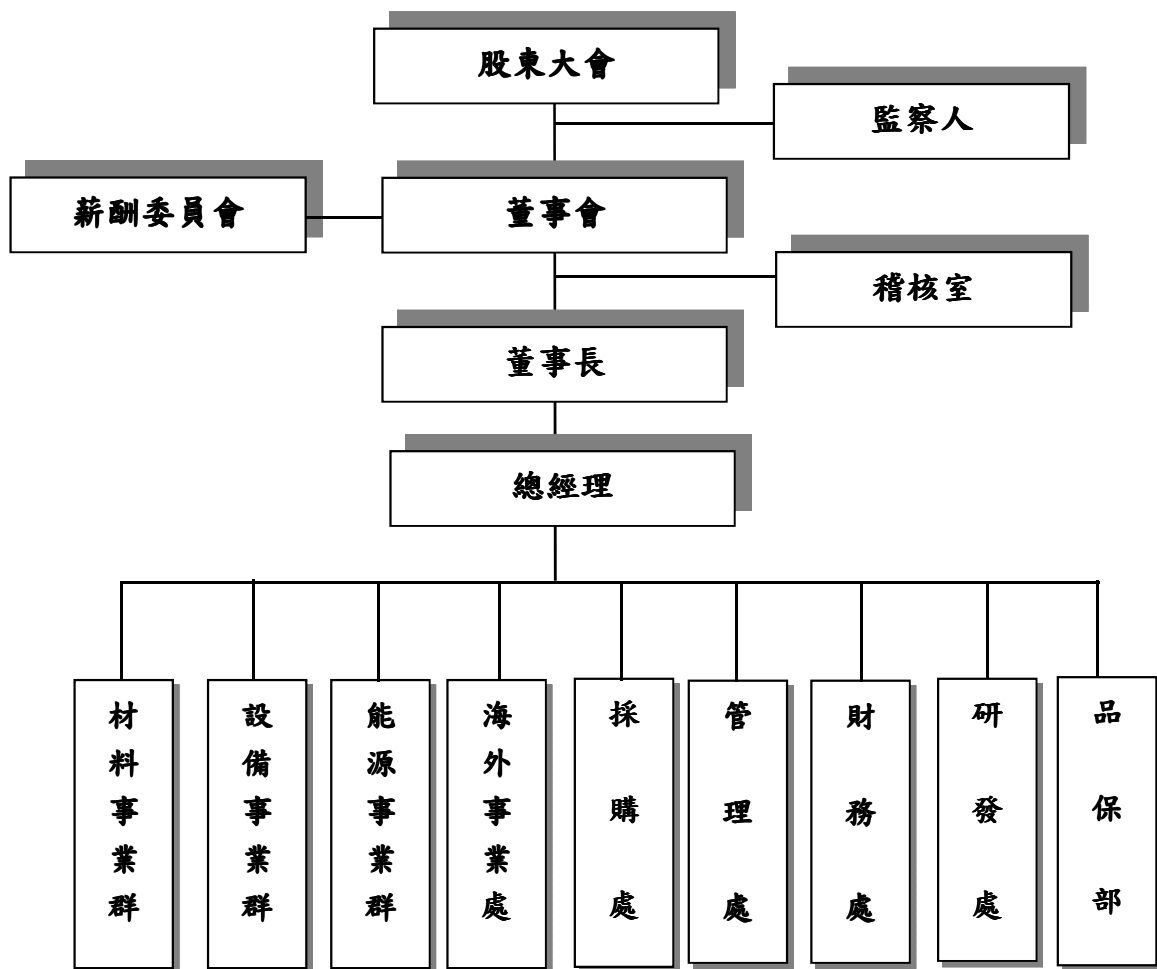 股東大會
監察人
薪酬委員會
董事會
稽核室
董事長
總經理
材料事業群
設備事業群
能源事業群
海外事業處
採購處
管理處
財務處
研發處
品保部